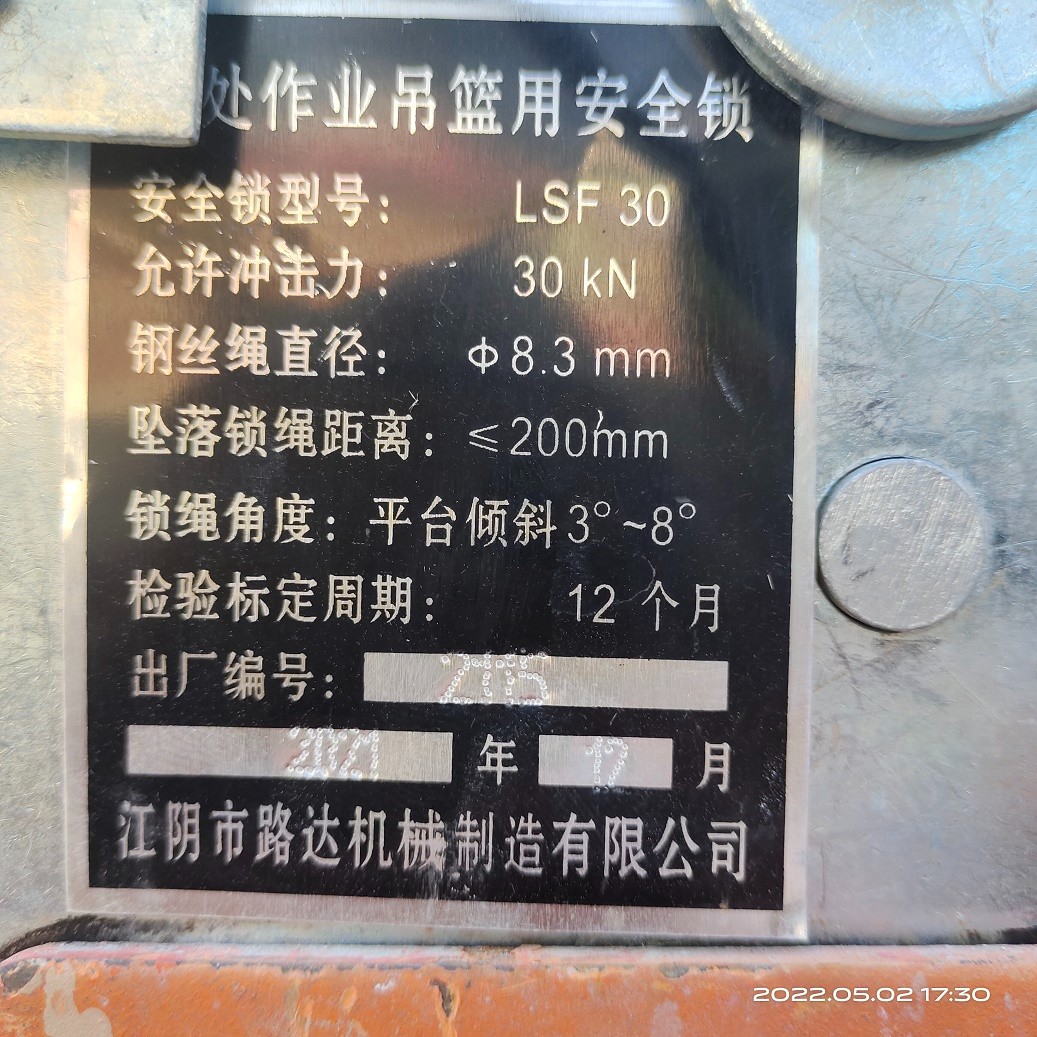 处作业吊篮用安全锁
安全锁型号: LSF 30
允许冲击力: 30 kN
钢丝绳直径: Φ8.3 mm
坠落锁绳距离: ≤200mm
锁绳角度: 平台倾斜3°~8°
检验标定周期: 12 个月
出厂编号:
2021 年 月
江阴市路达机械制造有限公司
2022.05.02 17:30